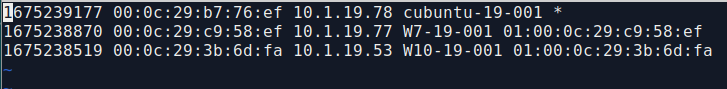 1675239177 00:0c:29:b7:76:ef 10.1.19.78 cubuntu-19-001 *
1675238870 00:0c:29:c9:58:ef 10.1.19.77 W7-19-001 01:00:0c:29:c9:58:ef
1675238519 00:0c:29:3b:6d:fa 10.1.19.53 W10-19-001 01:00:0c:29:3b:6d:fa
~
~